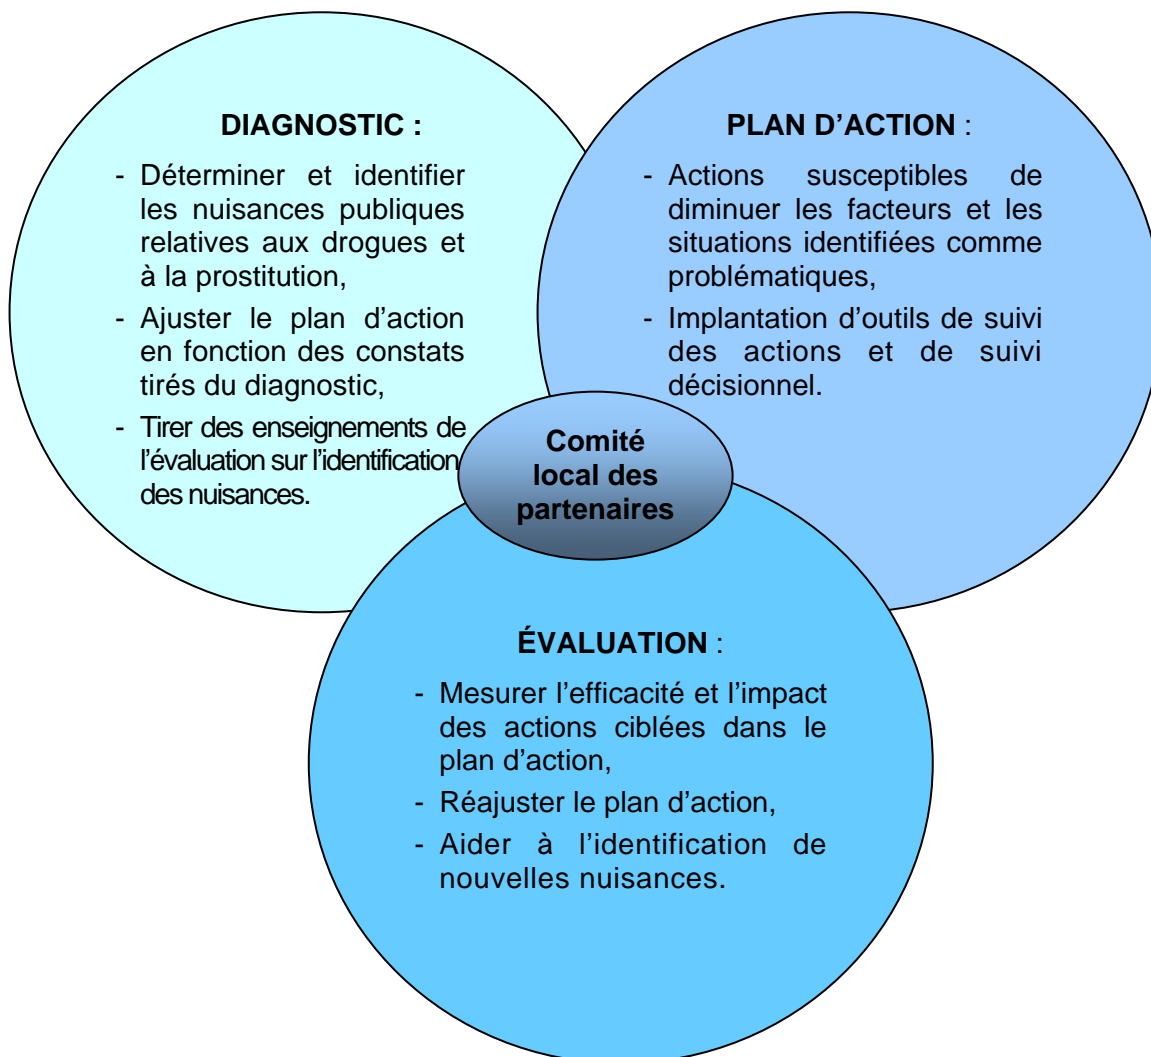 DIAGNOSTIC :
- Déterminer et identifier
les nuisances publiques
relatives aux drogues et
à la prostitution,
- Ajuster le plan d’action
en fonction des constats
tirés du diagnostic,
- Tirer des enseignements de
l’évaluation sur l’identification
des nuisances.
PLAN D’ACTION :
- Actions susceptibles de
diminuer les facteurs et les
situations identifiées comme
problématiques,
- Implantation d’outils de suivi
des actions et de suivi
décisionnel.
Comité
local des
partenaires
ÉVALUATION :
- Mesurer l’efficacité et l’impact
des actions ciblées dans le
plan d’action,
- Réajuster le plan d’action,
- Aider à l’identification de
nouvelles nuisances.